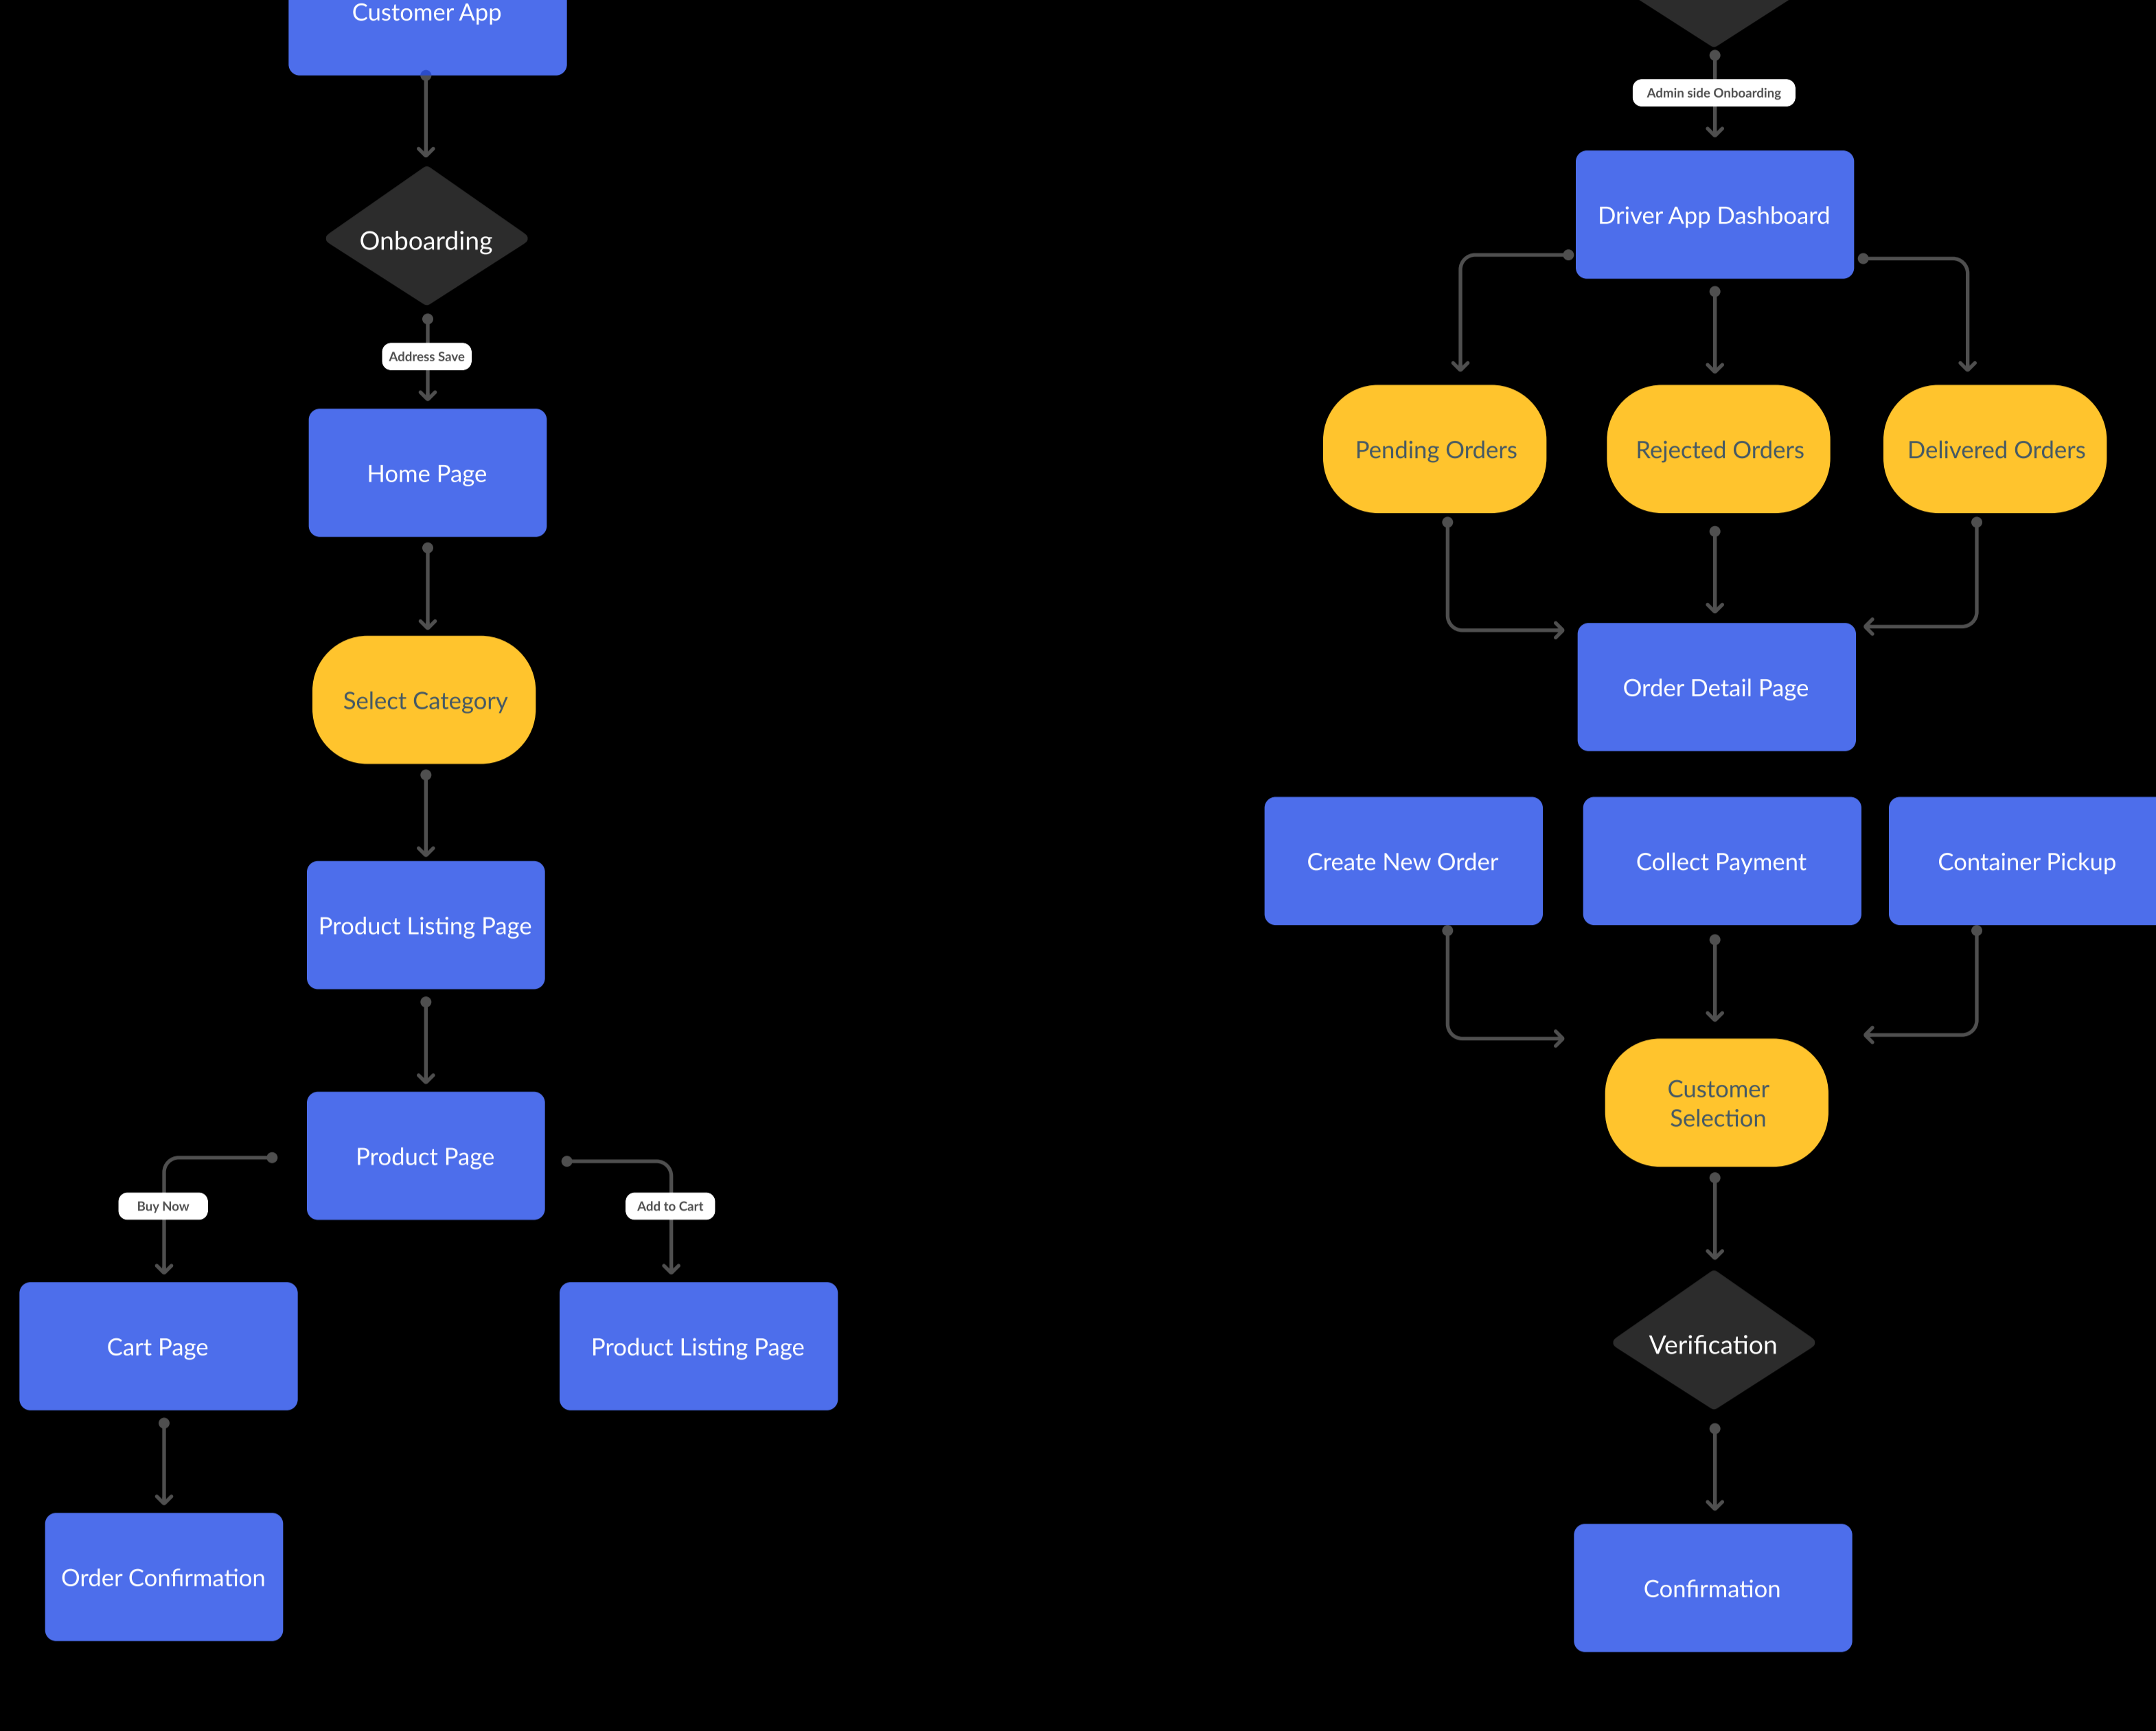 Customer App
Onboarding
Address Save
Home Page
Select Category
Product Listing Page
Product Page
Buy Now
Add to Cart
Cart Page
Product Listing Page
Order Confirmation
Admin side Onboarding
Driver App Dashboard
Pending Orders
Rejected Orders
Delivered Orders
Order Detail Page
Create New Order
Collect Payment
Container Pickup
Customer
Selection
Verification
Confirmation